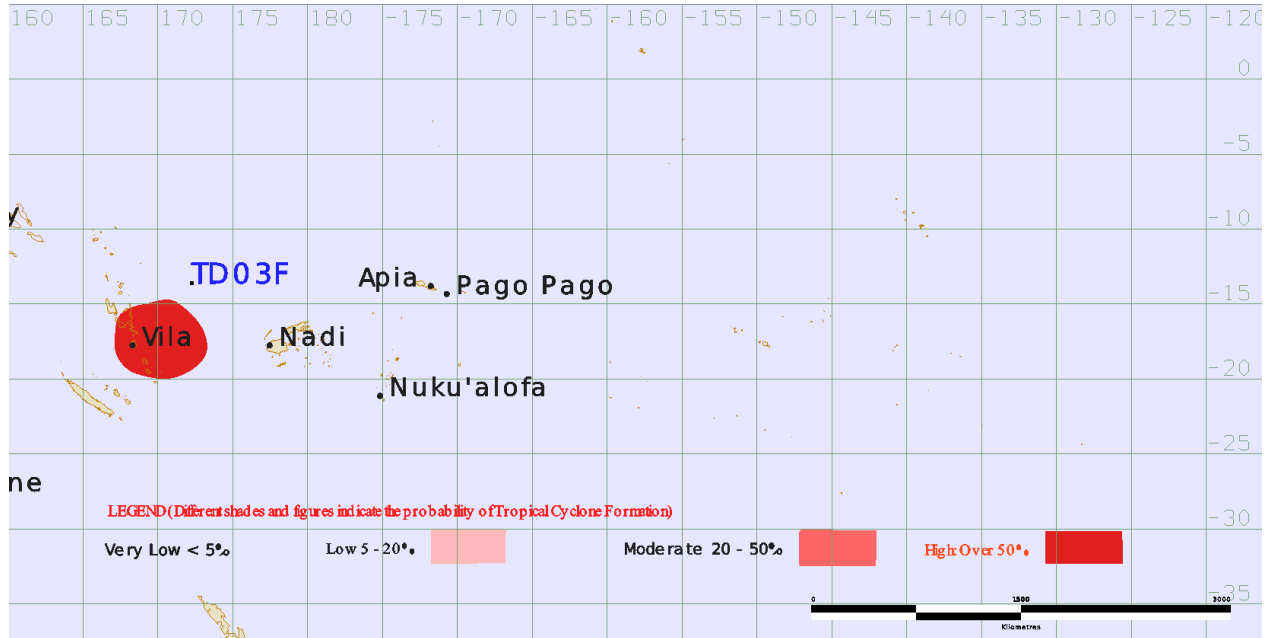 160 165 170 175 180 -175 -170 -165 -160 -155 -150 -145 -140 -135 -130 -125 -120
0
-5
-10
y
TD03F
Apia
Pago Pago
-15
Vila
Nadi
-20
Nuku'alofa
-25
ne
LEGEND (Different shades and figures indicate the probability of Tropical Cyclone Formation)
-30
Very Low < 5%
Low 5 - 20%
Moderate 20 - 50%
High: Over 50%
-35
0 1500 3000
Kilometres